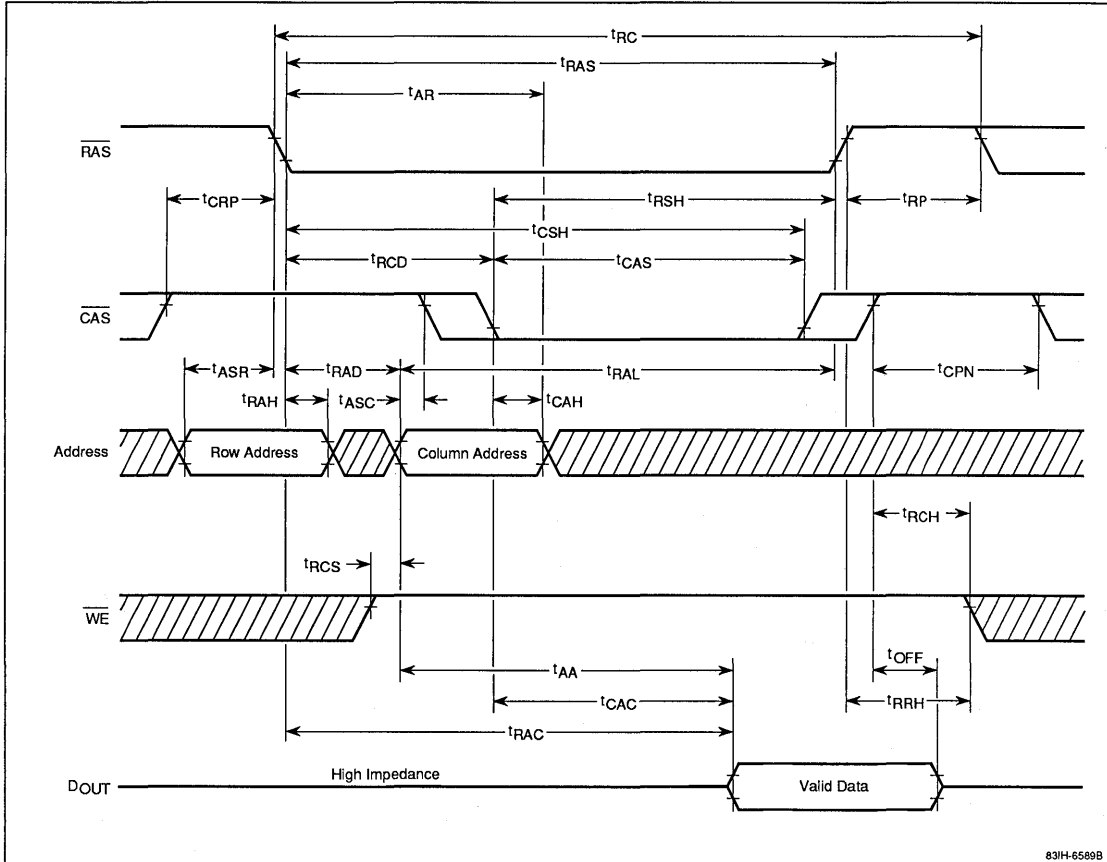 tRC
tRAS
tAR
RAS
tCRP
tRSH
tRP
tCSH
tRCD
tCAS
CAS
tASR
tRAD
tRAL
tCPN
tRAH
tASC
tCAH
Address
Row Address
Column Address
tRCH
tRCS
WE
tOFF
tAA
tCAC
tRRH
tRAC
High Impedance
DOUT
Valid Data
83IH-6589B